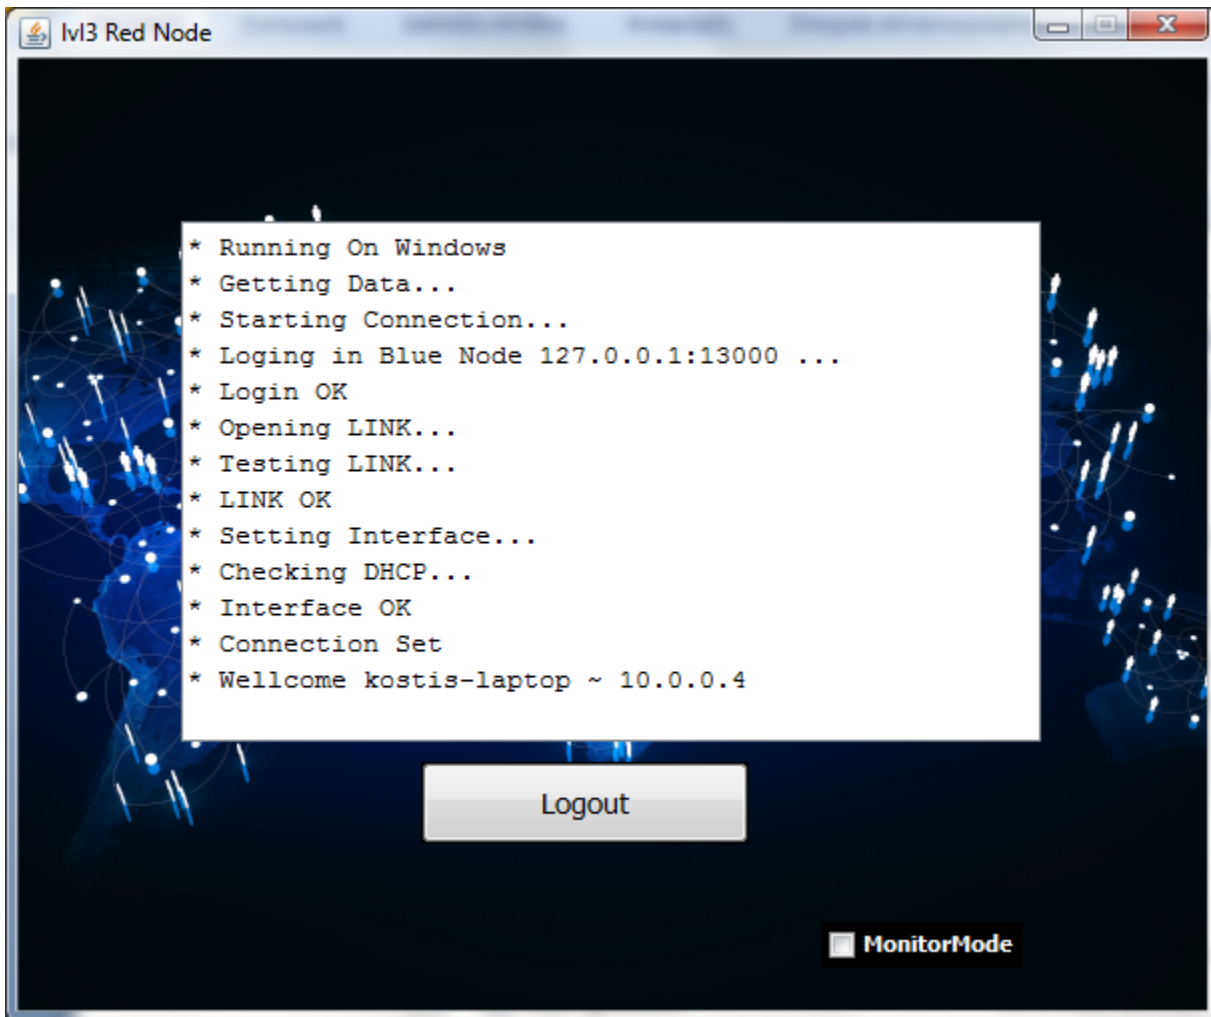 lvl3 Red Node
* Running On Windows
* Getting Data...
* Starting Connection...
* Loging in Blue Node 127.0.0.1:13000 ...
* Login OK
* Opening LINK...
* Testing LINK...
* LINK OK
* Setting Interface...
* Checking DHCP...
* Interface OK
* Connection Set
* Wellcome kostis-laptop ~ 10.0.0.4
Logout
MonitorMode